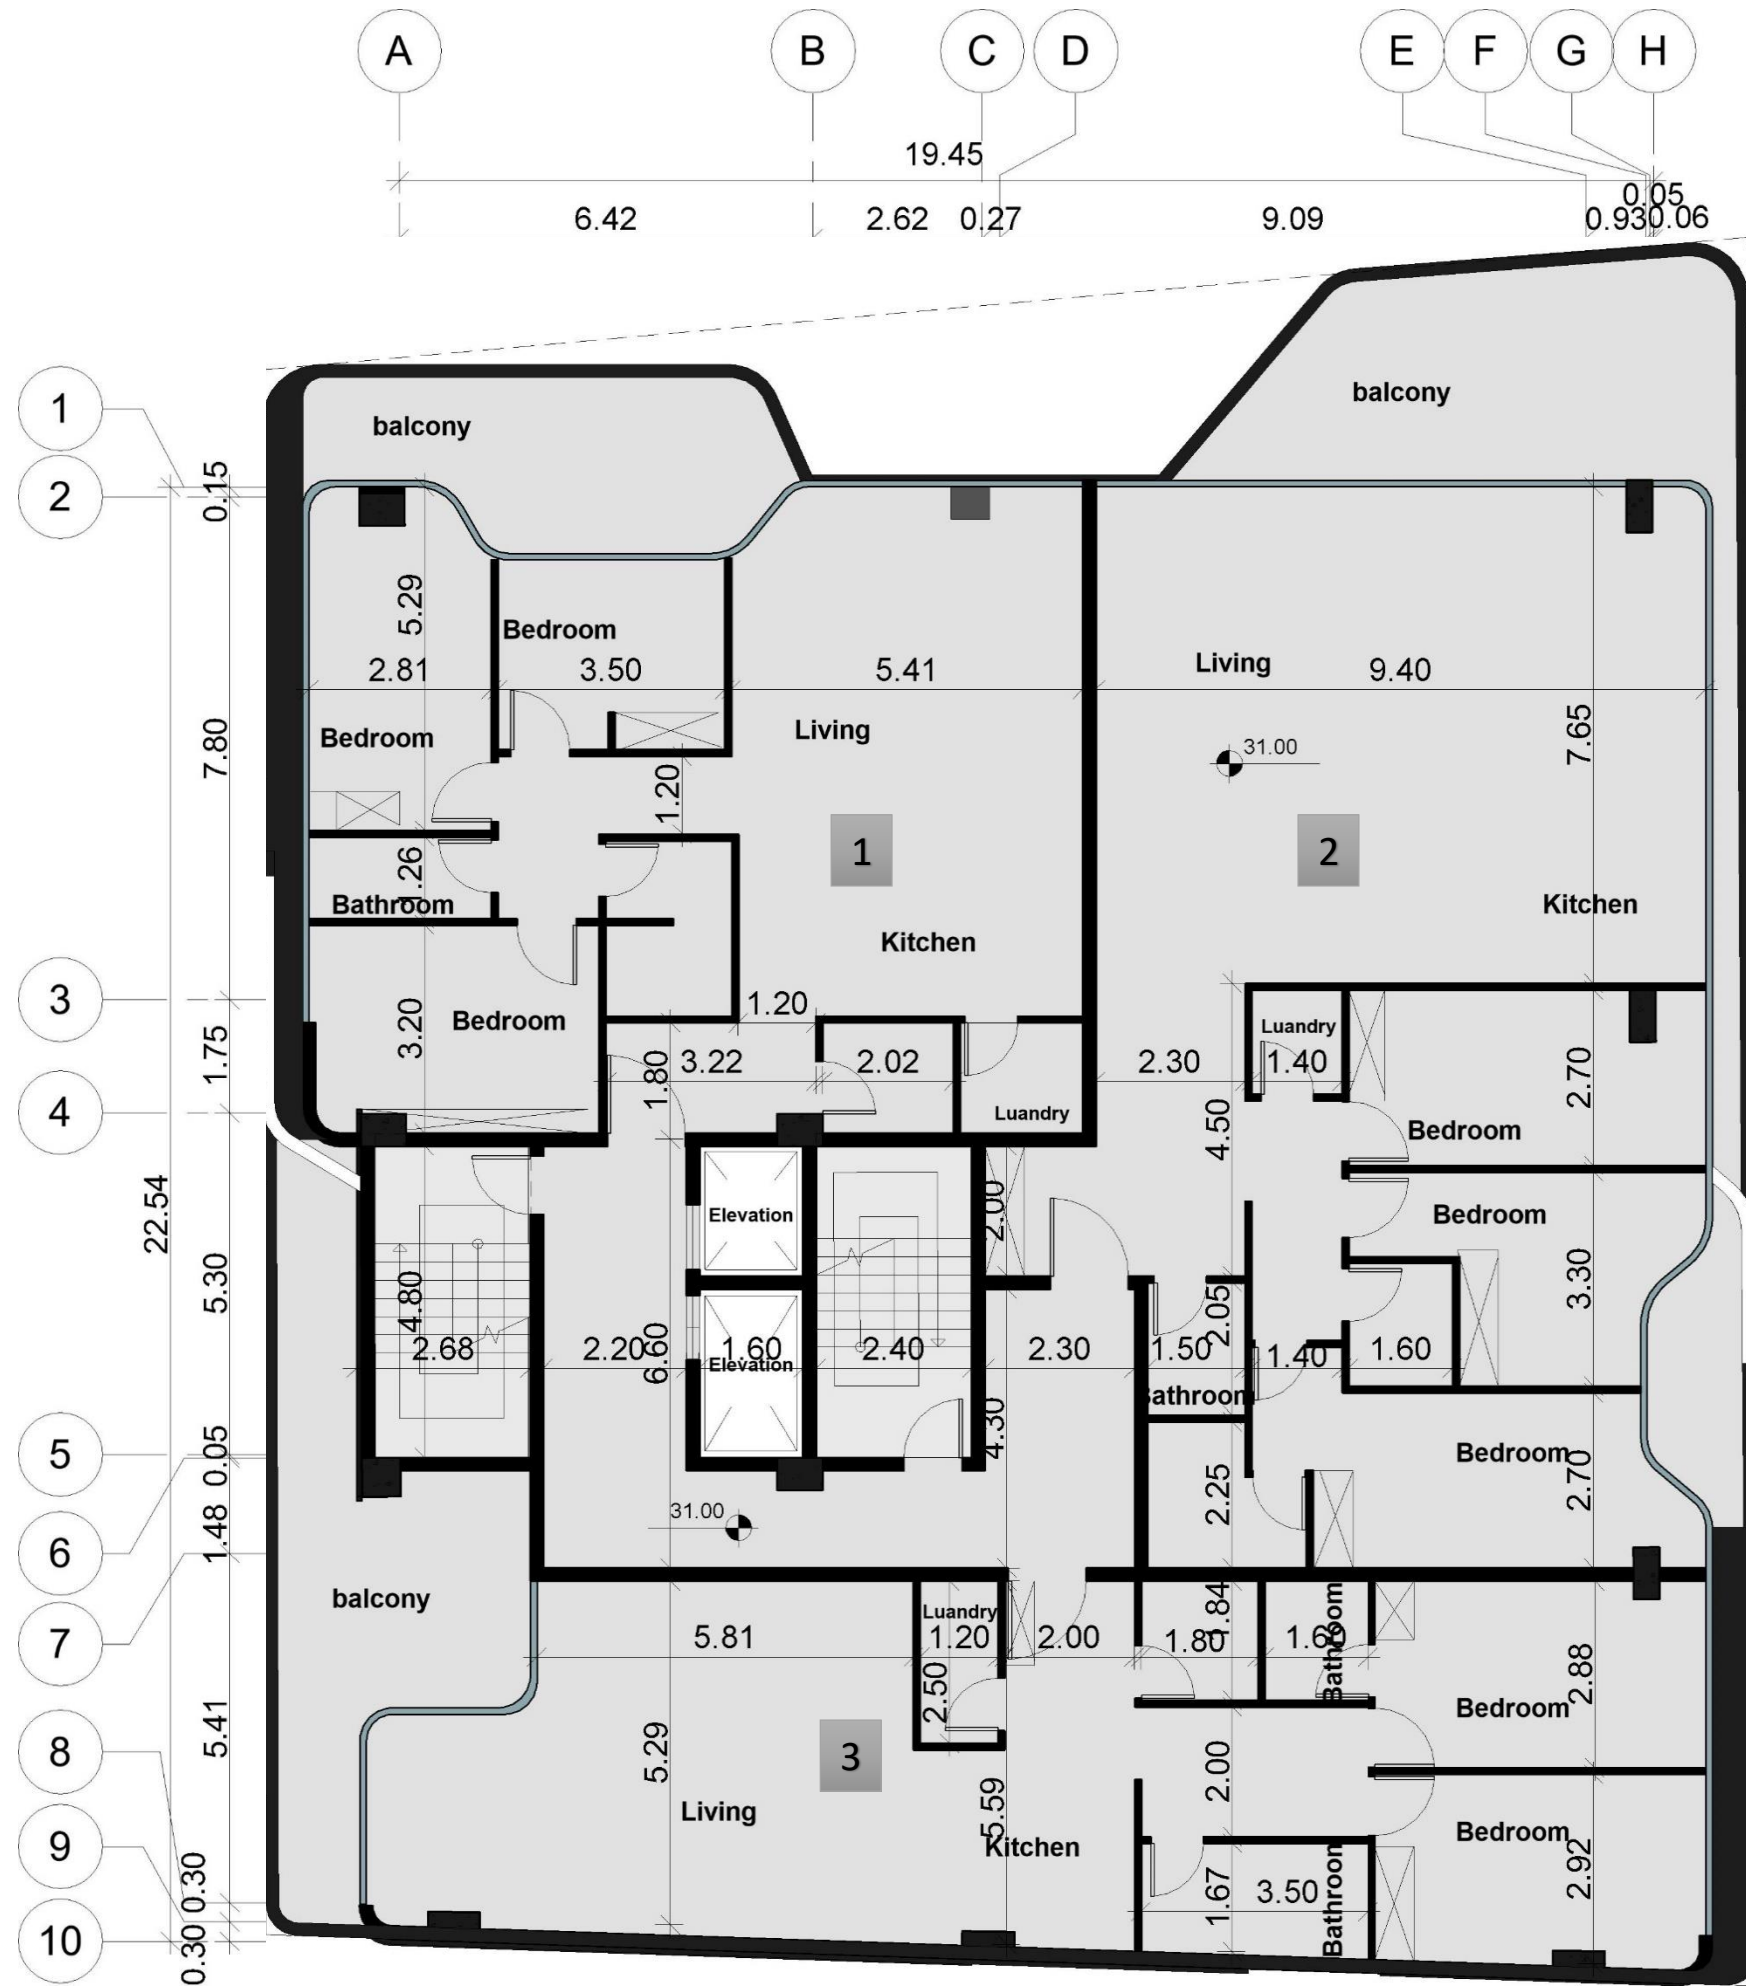 A B C D E F G H
19.45
0.05
6.42 2.62 0.27 9.09 0.93 0.06
balcony
1
balcony
0.15
2
5.29
Bedroom
2.81 3.50 5.41 Living 9.40
Bedroom
Living
7.80
31.00
7.65
1.20
1
2
1.26
Bathroom
Kitchen
Kitchen
3
1.20
3.20
Bedroom
Luandry
1.75
1.80
3.22 2.02 2.30 1.40
2.70
4
Luandry
4.50
Bedroom
22.54
2.00
Elevation
Bedroom
5.30
4.80
3.30
2.05
2.68 2.20 6.60 1.60 2.40 2.30 1.50 1.40 1.60
Elevation
Bathroom
4.30
5
0.05
Bedroom
2.70
2.25
31.00
6
1.48
balcony
1.84
Luandry
Bathroom
7
5.81 1.20 2.00 1.80 1.60
2.50
2.88
Bedroom
5.41
8
5.29
3
2.00
Living
5.59
Kitchen
Bedroom
9
0.30
2.92
1.67
3.50
Bathroom
10
0.30